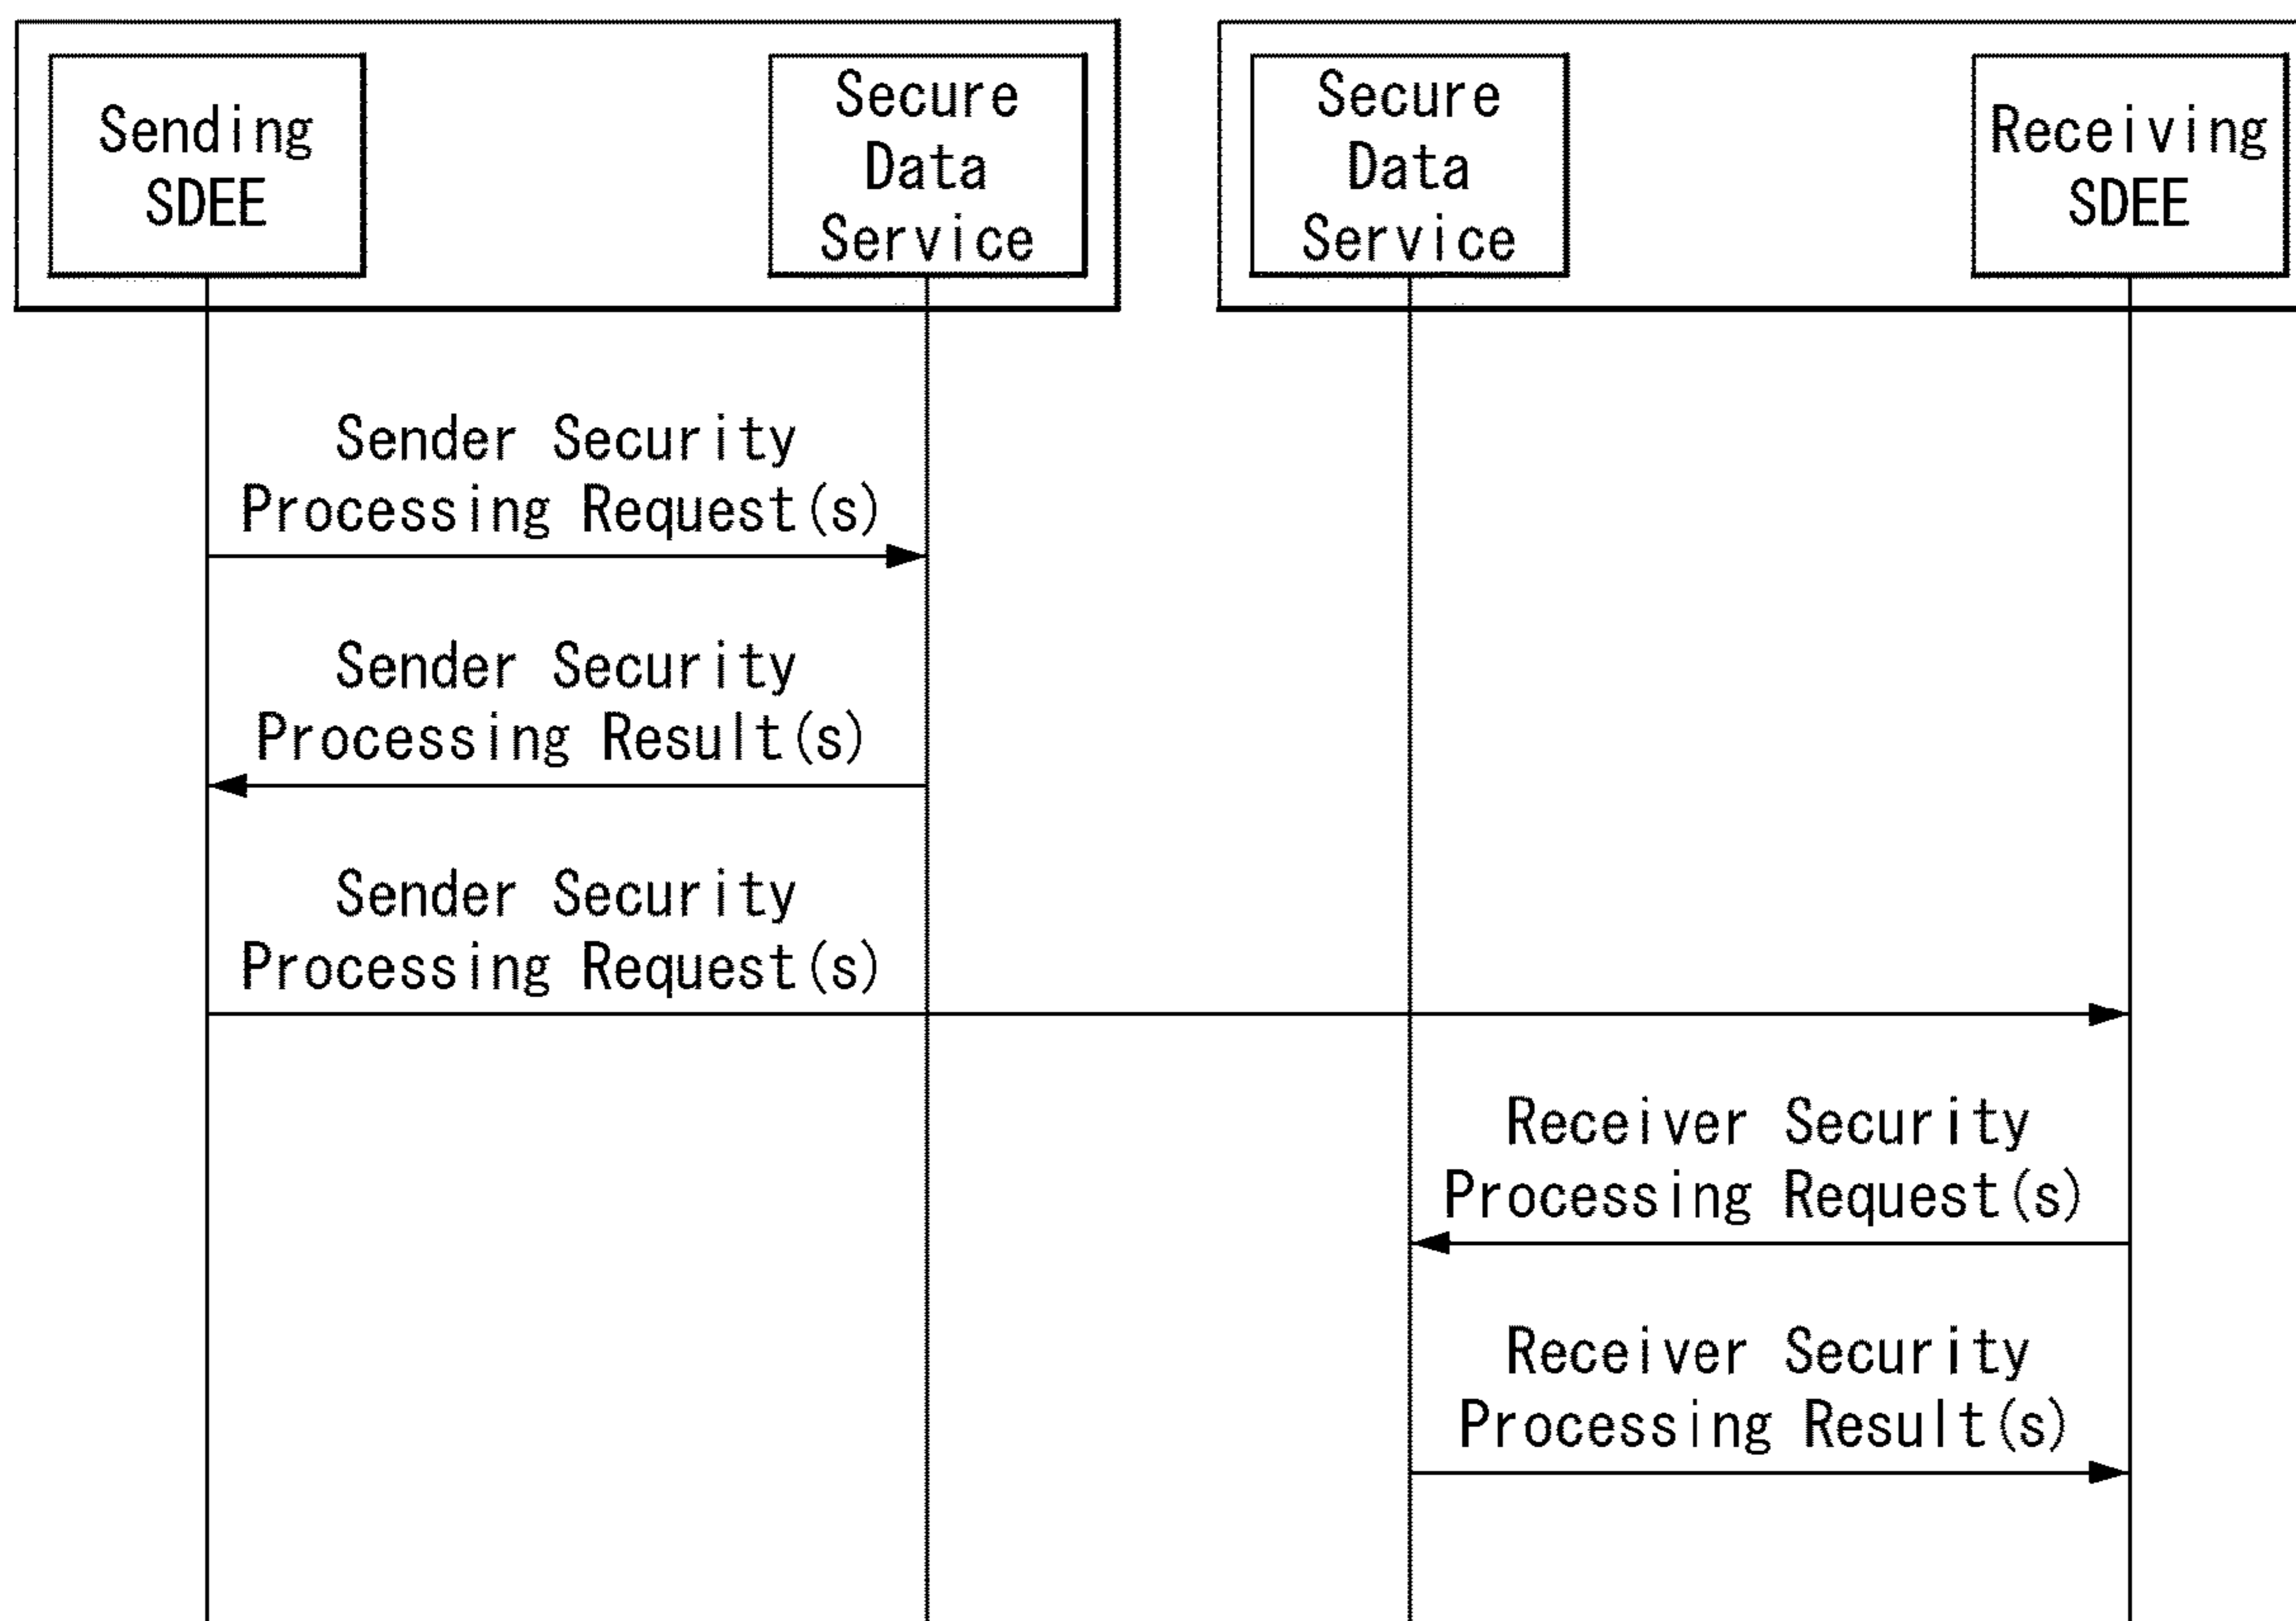 Sending
SDEE
Secure
Data
Service
Secure
Data
Service
Receiving
SDEE
Sender Security
Processing Request(s)
Sender Security
Processing Result(s)
Sender Security
Processing Request(s)
Receiver Security
Processing Request(s)
Receiver Security
Processing Result(s)